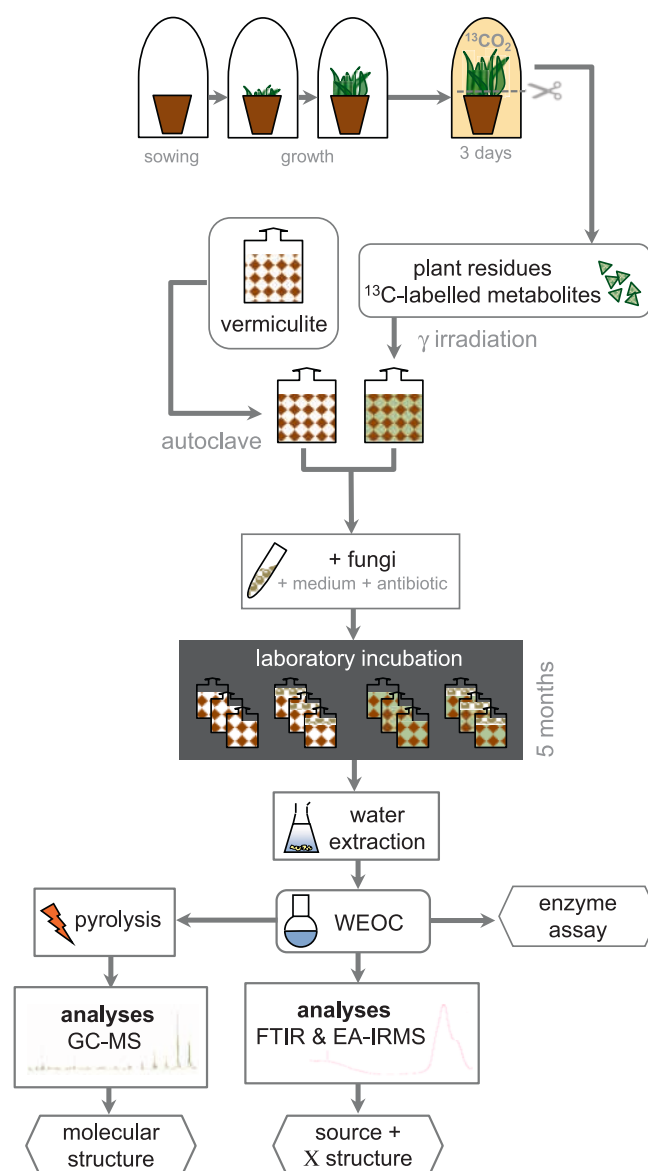 ¹³CO₂
sowing
growth
3 days
plant residues
¹³C-labelled metabolites
vermiculite
γ irradiation
autoclave
+ fungi
+ medium + antibiotic
laboratory incubation
5 months
water
extraction
pyrolysis
WEOC
enzyme
assay
analyses
GC-MS
analyses
FTIR & EA-IRMS
molecular
structure
source +
X structure